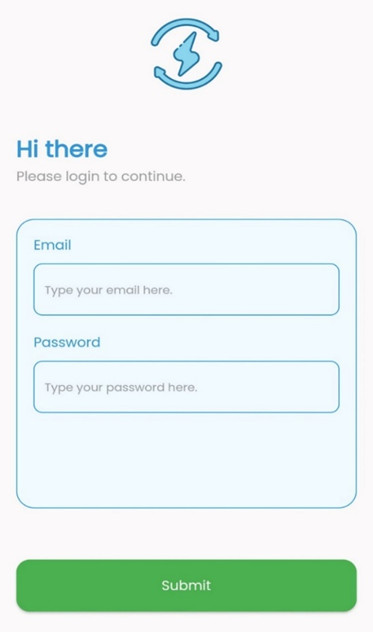 Hi there
Please login to continue.
Email
Type your email here.
Password
Type your password here.
Submit